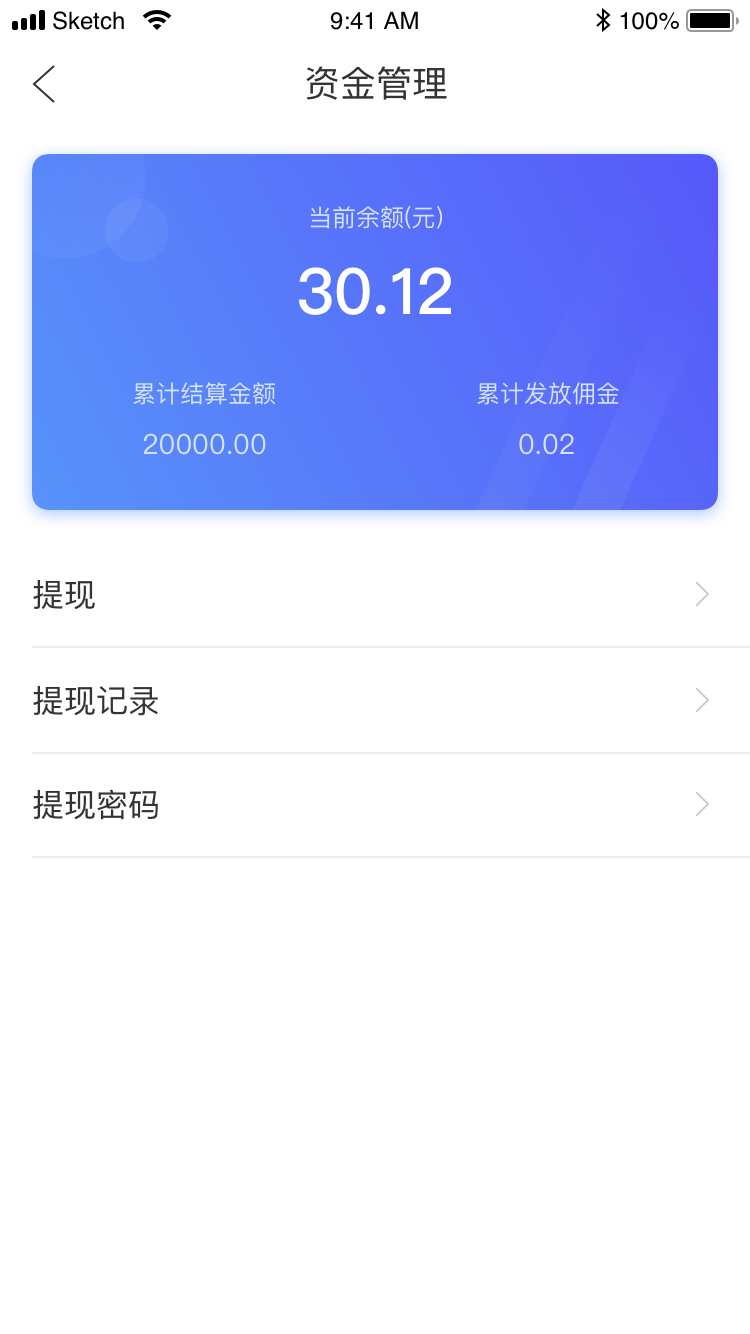 Sketch 9:41 AM 100%
资金管理
当前余额(元)
30.12
累计结算金额 累计发放佣金
20000.00 0.02
提现
提现记录
提现密码